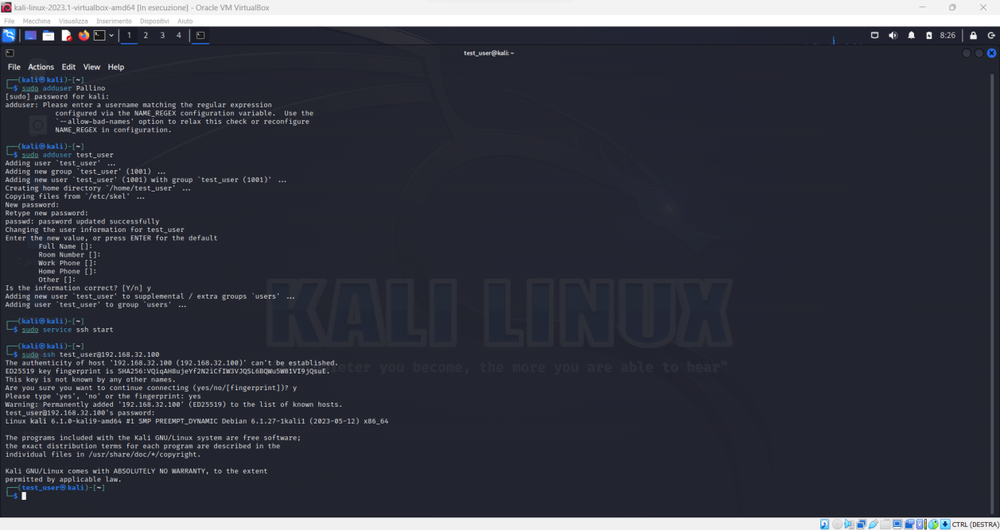 kali-linux-2023.1-virtualbox-amd64 [In esecuzione] - Oracle VM VirtualBox
File Macchina Visualizza Inserimento Dispositivi Aiuto
1 2 3 4 8:26
test_user@kali: ~
File Actions Edit View Help
┌──(kali㉿kali)-[~]
└─$ sudo adduser Pallino
[sudo] password for kali:
adduser: Please enter a username matching the regular expression
configured via the NAME_REGEX configuration variable. Use the
`--allow-bad-names' option to relax this check or reconfigure
NAME_REGEX in configuration.
┌──(kali㉿kali)-[~]
└─$ sudo adduser test_user
Adding user `test_user' ...
Adding new group `test_user' (1001) ...
Adding new user `test_user' (1001) with group `test_user (1001)' ...
Creating home directory `/home/test_user' ...
Copying files from `/etc/skel' ...
New password:
Retype new password:
passwd: password updated successfully
Changing the user information for test_user
Enter the new value, or press ENTER for the default
Full Name []:
Room Number []:
Work Phone []:
Home Phone []:
Other []:
Is the information correct? [Y/n] y
Adding new user `test_user' to supplemental / extra groups `users' ...
Adding user `test_user' to group `users' ...
┌──(kali㉿kali)-[~]
└─$ sudo service ssh start
┌──(kali㉿kali)-[~]
└─$ sudo ssh test_user@192.168.32.100
The authenticity of host '192.168.32.100 (192.168.32.100)' can't be established.
ED25519 key fingerprint is SHA256:VQiqAH8ujeYf2N2iCfIW3VJQSL6BQWu5W81VI9jQsuE.
This key is not known by any other names.
Are you sure you want to continue connecting (yes/no/[fingerprint])? y
Please type 'yes', 'no' or the fingerprint: yes
Warning: Permanently added '192.168.32.100' (ED25519) to the list of known hosts.
test_user@192.168.32.100's password:
Linux kali 6.1.0-kali9-amd64 #1 SMP PREEMPT_DYNAMIC Debian 6.1.27-1kali1 (2023-05-12) x86_64
The programs included with the Kali GNU/Linux system are free software;
the exact distribution terms for each program are described in the
individual files in /usr/share/doc/*/copyright.
Kali GNU/Linux comes with ABSOLUTELY NO WARRANTY, to the extent
permitted by applicable law.
┌──(test_user㉿kali)-[~]
└─$
KALI LINUX
you become, the more you are able to hear"
CTRL (DESTRA)